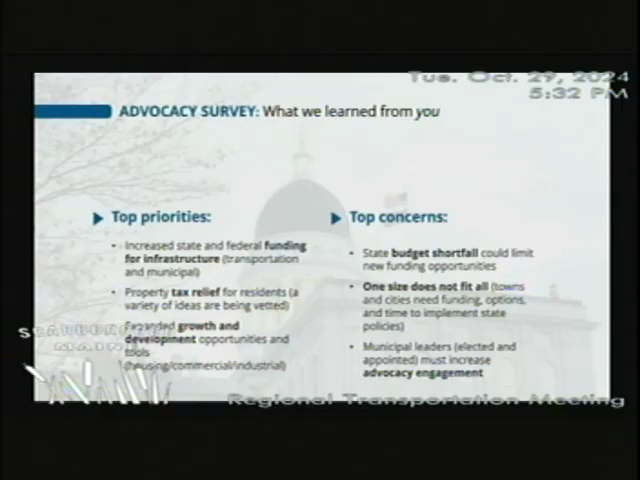 Tue. Oct. 29, 2024
5:32 PM
ADVOCACY SURVEY: What we learned from you
Top priorities:
• Increased state and federal funding
for infrastructure (transportation
and municipal)
• Property tax relief for residents (a
variety of ideas are being vetted)
• Expanded growth and
development opportunities and
tools
(housing/commercial/industrial)
Top concerns:
• State budget shortfall could limit
new funding opportunities
• One size does not fit all (towns
and cities need funding, options,
and time to implement state
policies)
• Municipal leaders (elected and
appointed) must increase
advocacy engagement
MAINE
Regional Transportation Meeting